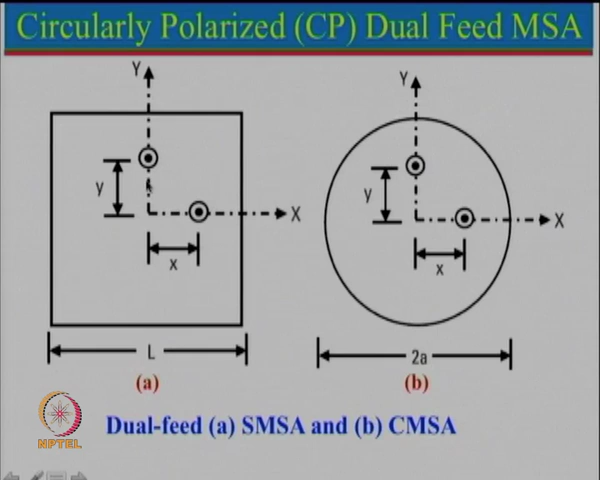 Circularly Polarized (CP) Dual Feed MSA
Y
y
X
x
L
(a)
Y
y
X
x
2a
(b)
Dual-feed (a) SMSA and (b) CMSA
NPTEL